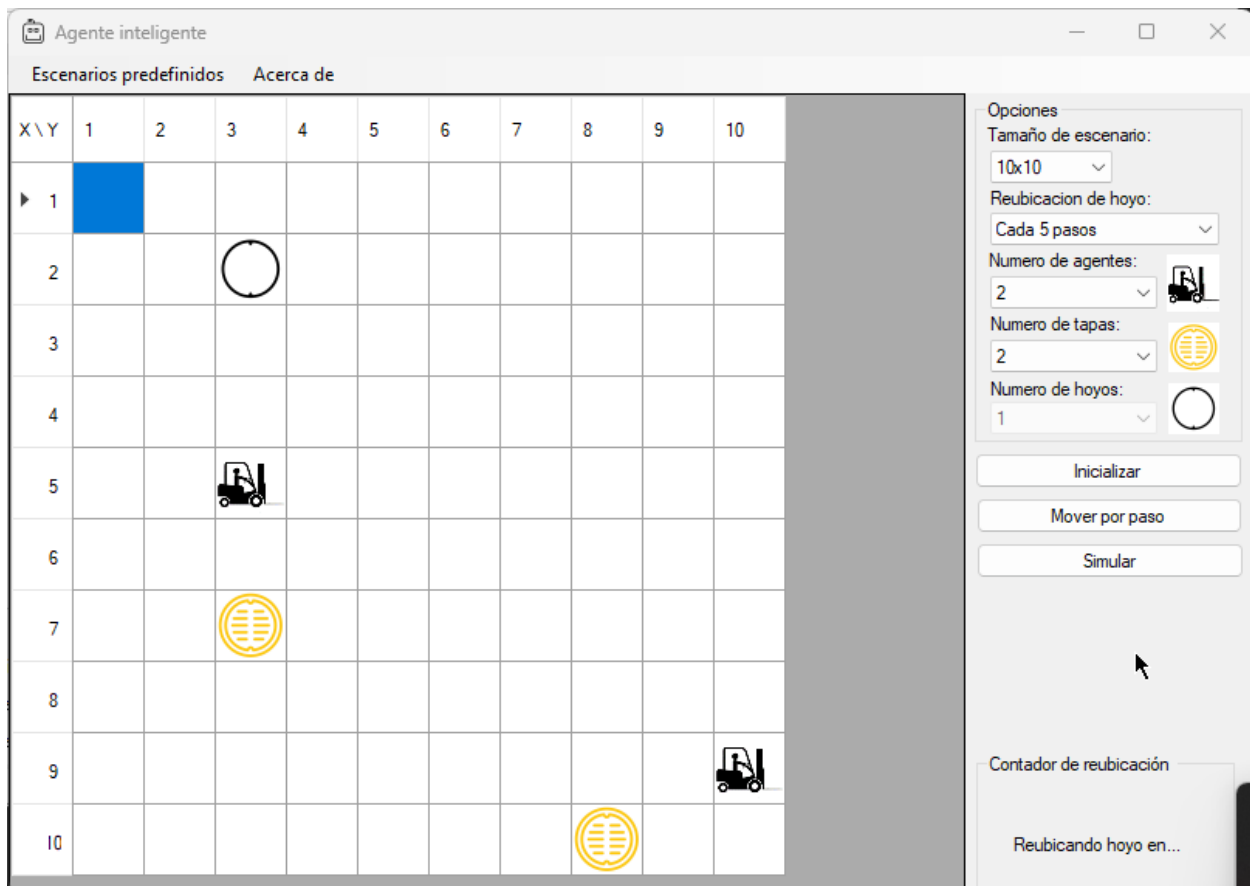 Agente inteligente
Escenarios predefinidos Acerca de
X \ Y 1 2 3 4 5 6 7 8 9 10
1
2
3
4
5
6
7
8
9
10
Opciones
Tamaño de escenario:
10x10
Reubicacion de hoyo:
Cada 5 pasos
Numero de agentes:
2
Numero de tapas:
2
Numero de hoyos:
1
Inicializar
Mover por paso
Simular
Contador de reubicación
Reubicando hoyo en...